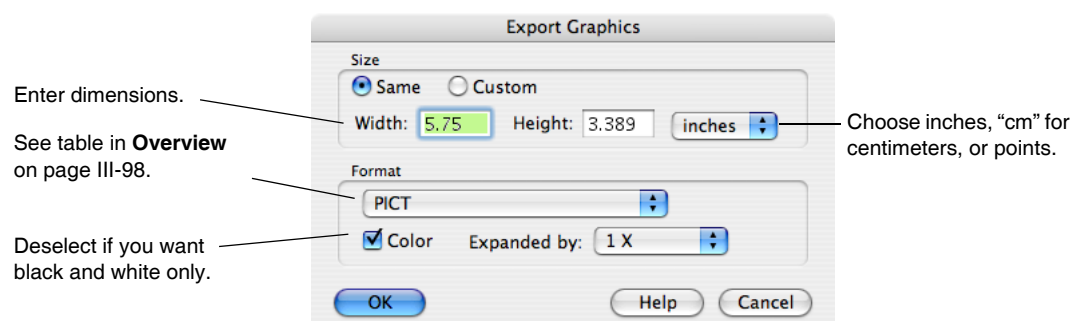 Export Graphics
Size
Same Custom
Width: 5.75 Height: 3.389 inches
Format
PICT
Color Expanded by: 1 X
OK Help Cancel
Enter dimensions.
See table in Overview
on page III-98.
Deselect if you want
black and white only.
Choose inches, “cm” for
centimeters, or points.